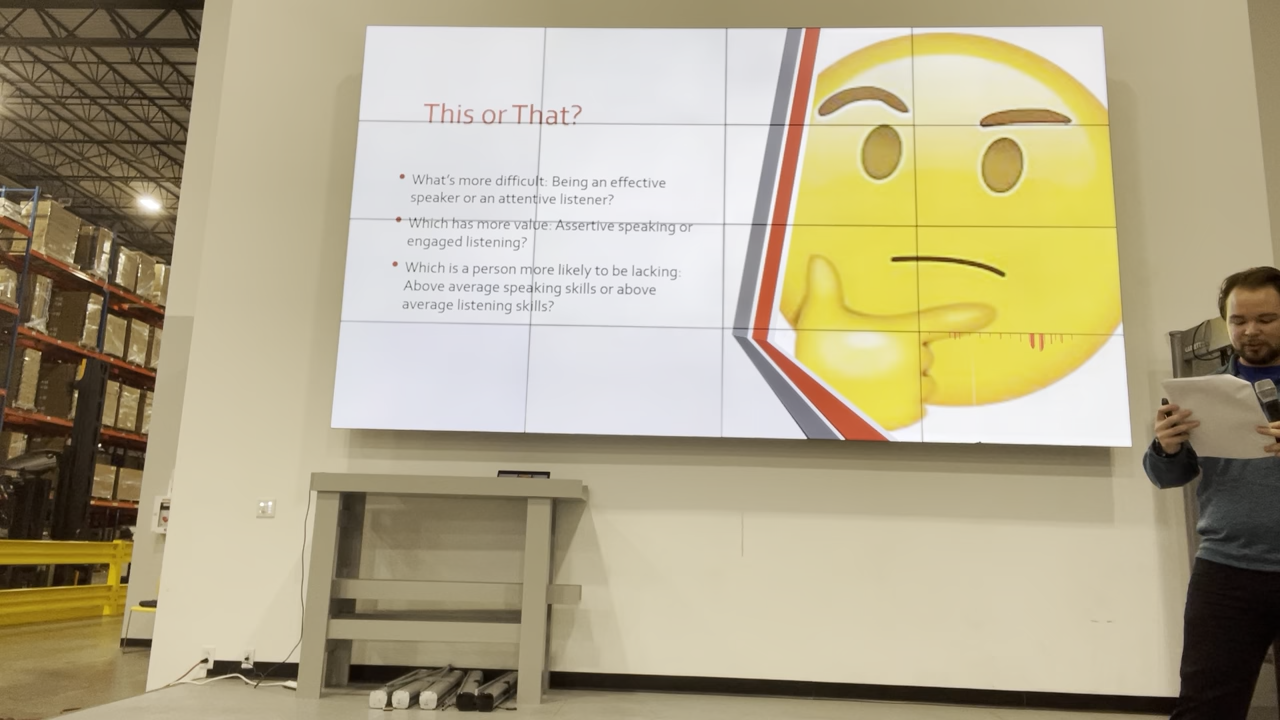 This or That?
• What's more difficult: Being an effective
speaker or an attentive listener?
• Which has more value: Assertive speaking or
engaged listening?
• Which is a person more likely to be lacking:
Above average speaking skills or above
average listening skills?